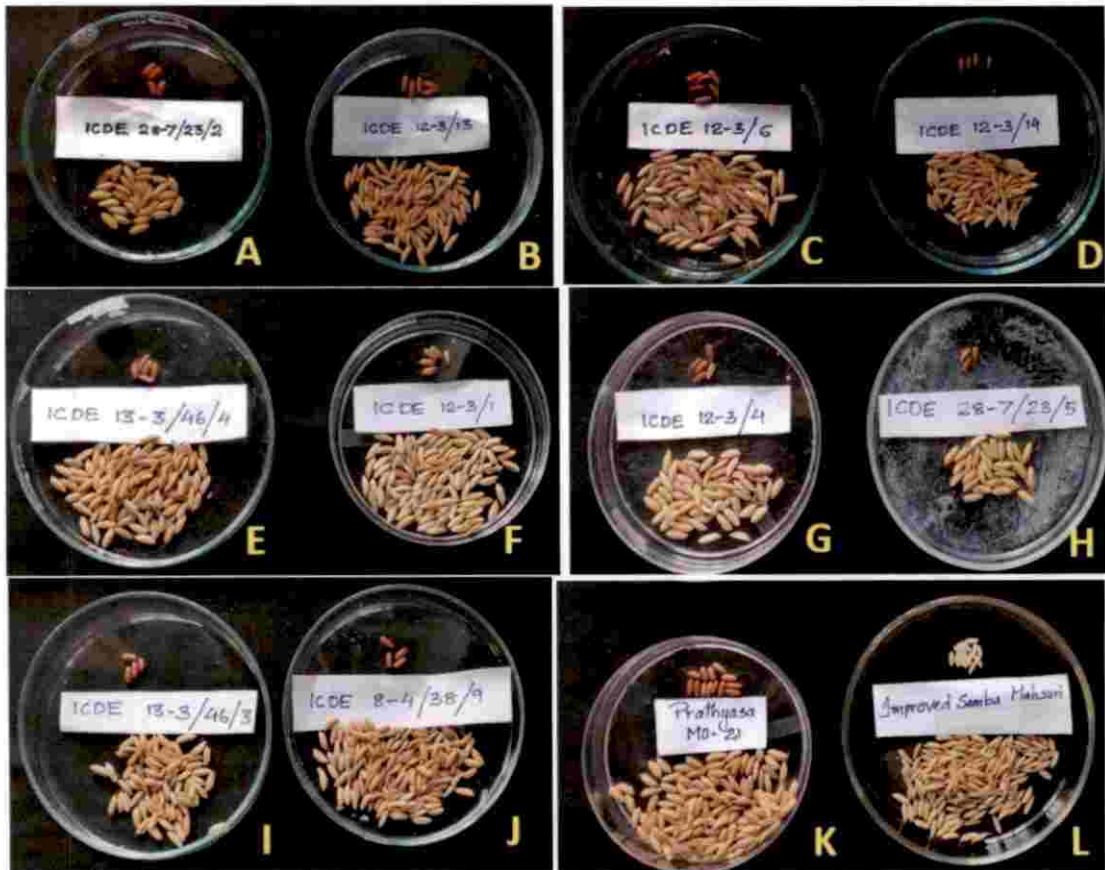 ICDE 28-7/23/2
A
ICDE 12-3/13
B
ICDE 12-3/6
C
ICDE 12-3/14
D
ICDE 13-3/46/4
E
ICDE 12-3/1
F
ICDE 12-3/4
G
ICDE 28-7/23/5
H
ICDE 13-3/46/3
I
ICDE 8-4/38/9
J
Prathyasa
MO-21
K
Improved Samba Mahsuri
L